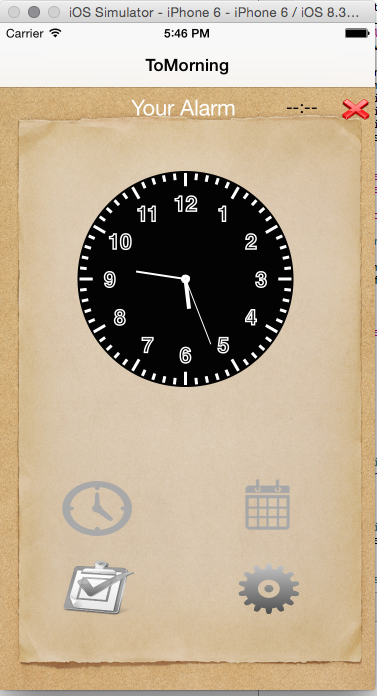 iOS Simulator - iPhone 6 - iPhone 6 / iOS 8.3...
Carrier 5:46 PM
ToMorning
Your Alarm --:--
12
11 1
10 2
9 3
8 4
7 5
6